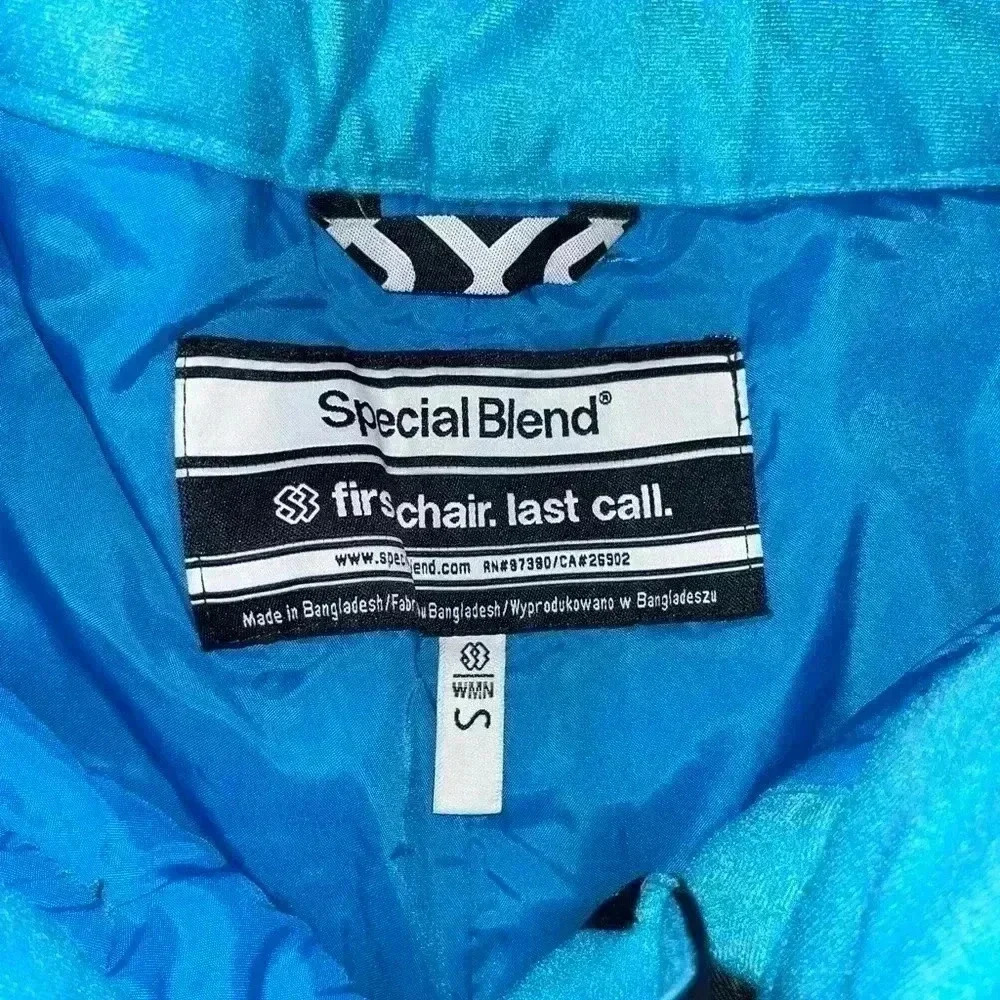 Special Blend®
firs chair. last call.
www.spec lend.com RN#97390/CA#26902
Made in Bangladesh/Fabr u Bangladesh/Wyprodukowano w Bangladeszu
WMN
S